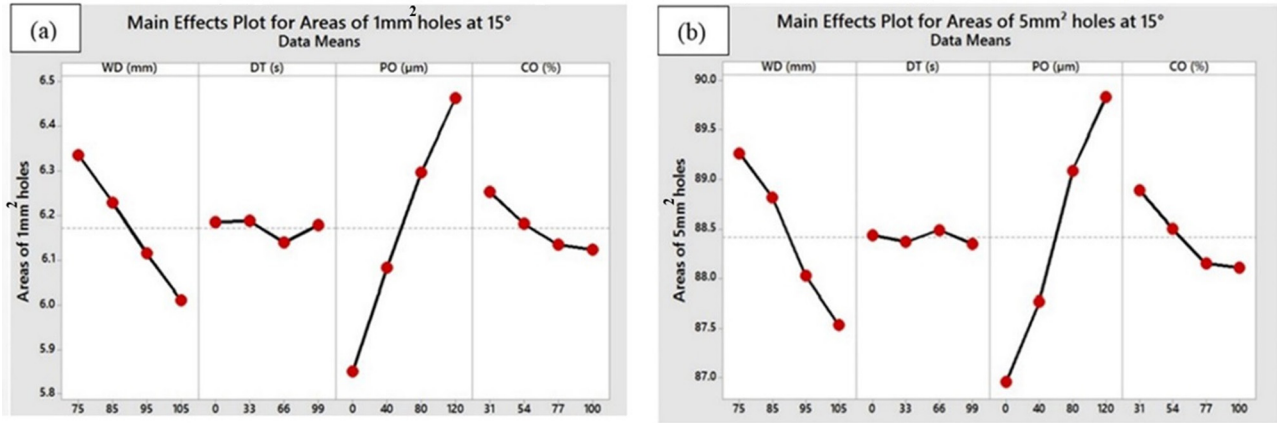 (a)
Main Effects Plot for Areas of 1mm² holes at 15°
Data Means
WD (mm) DT (s) PO (µm) CO (%)
6.5
6.4
6.3
6.2
6.1
6.0
5.9
5.8
Areas of 1mm² holes
75 85 95 105 0 33 66 99 0 40 80 120 31 54 77 100
(b)
Main Effects Plot for Areas of 5mm² holes at 15°
Data Means
WD (mm) DT (s) PO (µm) CO (%)
90.0
89.5
89.0
88.5
88.0
87.5
87.0
Areas of 5mm² holes
75 85 95 105 0 33 66 99 0 40 80 120 31 54 77 100